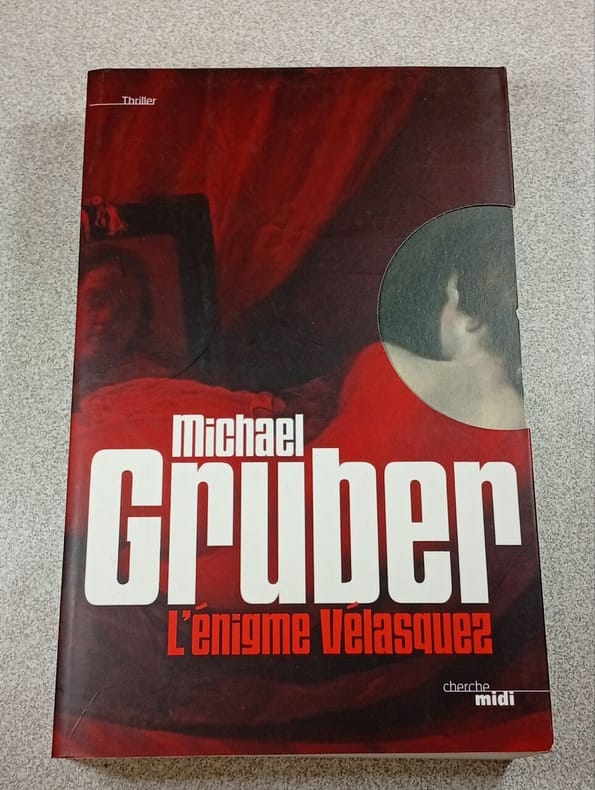 Thriller
Michael
Gruber
L'énigme Vélasquez
cherche
midi